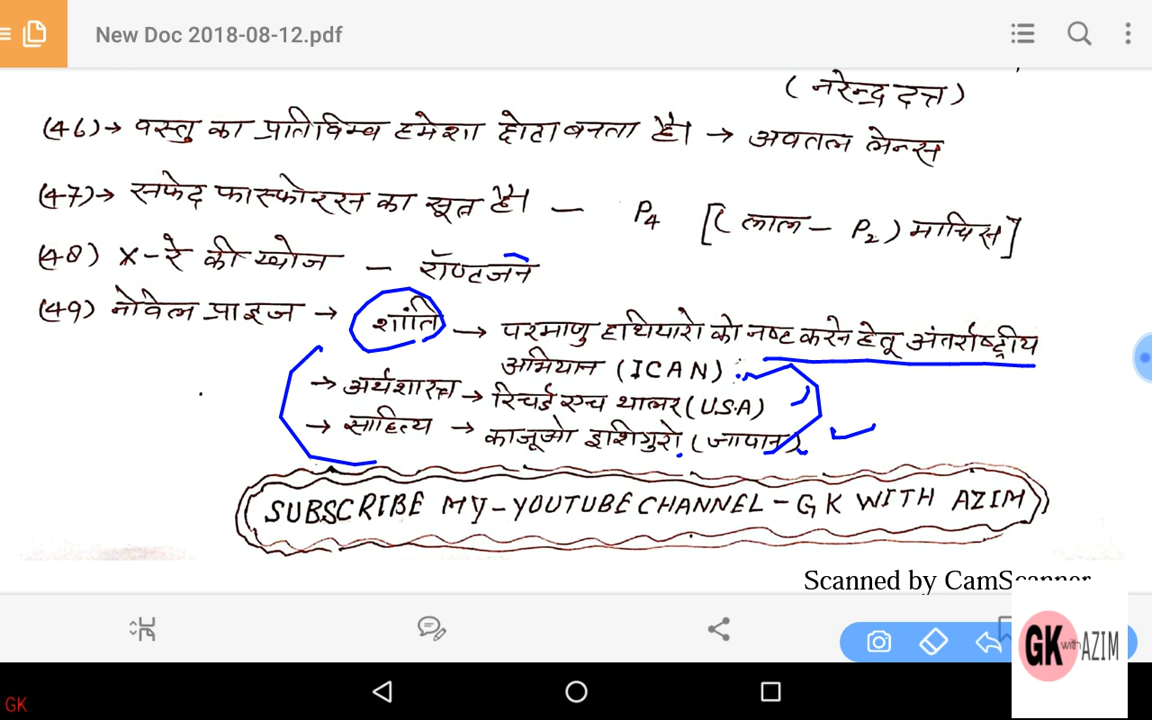 New Doc 2018-08-12.pdf
( नरेन्द्र दत्त )
(46)→ वस्तु का प्रतिविम्व हमेशा छोटा बनता है। → अवतल लेन्स
(47)→ सफेद फास्फोरस का सूत्र है। — P4 [( लाल – P2 ) माचिस ]
(48) X-रे की खोज – रॉण्टजन
(49) नोवेल प्राइज → शांति → परमाणु हथियारो को नष्ट करने हेतू अंतर्राष्ट्रीय
अभियान (ICAN)
→ अर्थशास्त्र → रिचर्ड एच थालर (U.S.A)
→ साहित्य → काजूओ इशिगुरो (जापान)
SUBSCRIBE MY-YOUTUBE CHANNEL-GK WITH AZIM
Scanned by CamScanner
GK with AZIM
GK